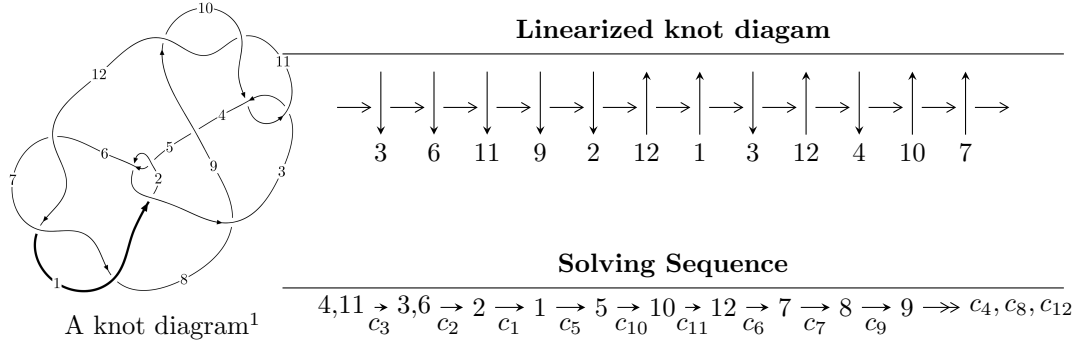 10
11
12
4
5
6
9
2
3
7
1
8
A knot diagram¹
Linearized knot diagam
3 6 11 9 2 12 1 3 12 4 10 7
Solving Sequence
4,11 → 3,6 → 2 → 1 → 5 → 10 → 12 → 7 → 8 → 9 →→ c₄, c₈, c₁₂
c₃ c₂ c₁ c₅ c₁₀ c₁₁ c₆ c₇ c₉